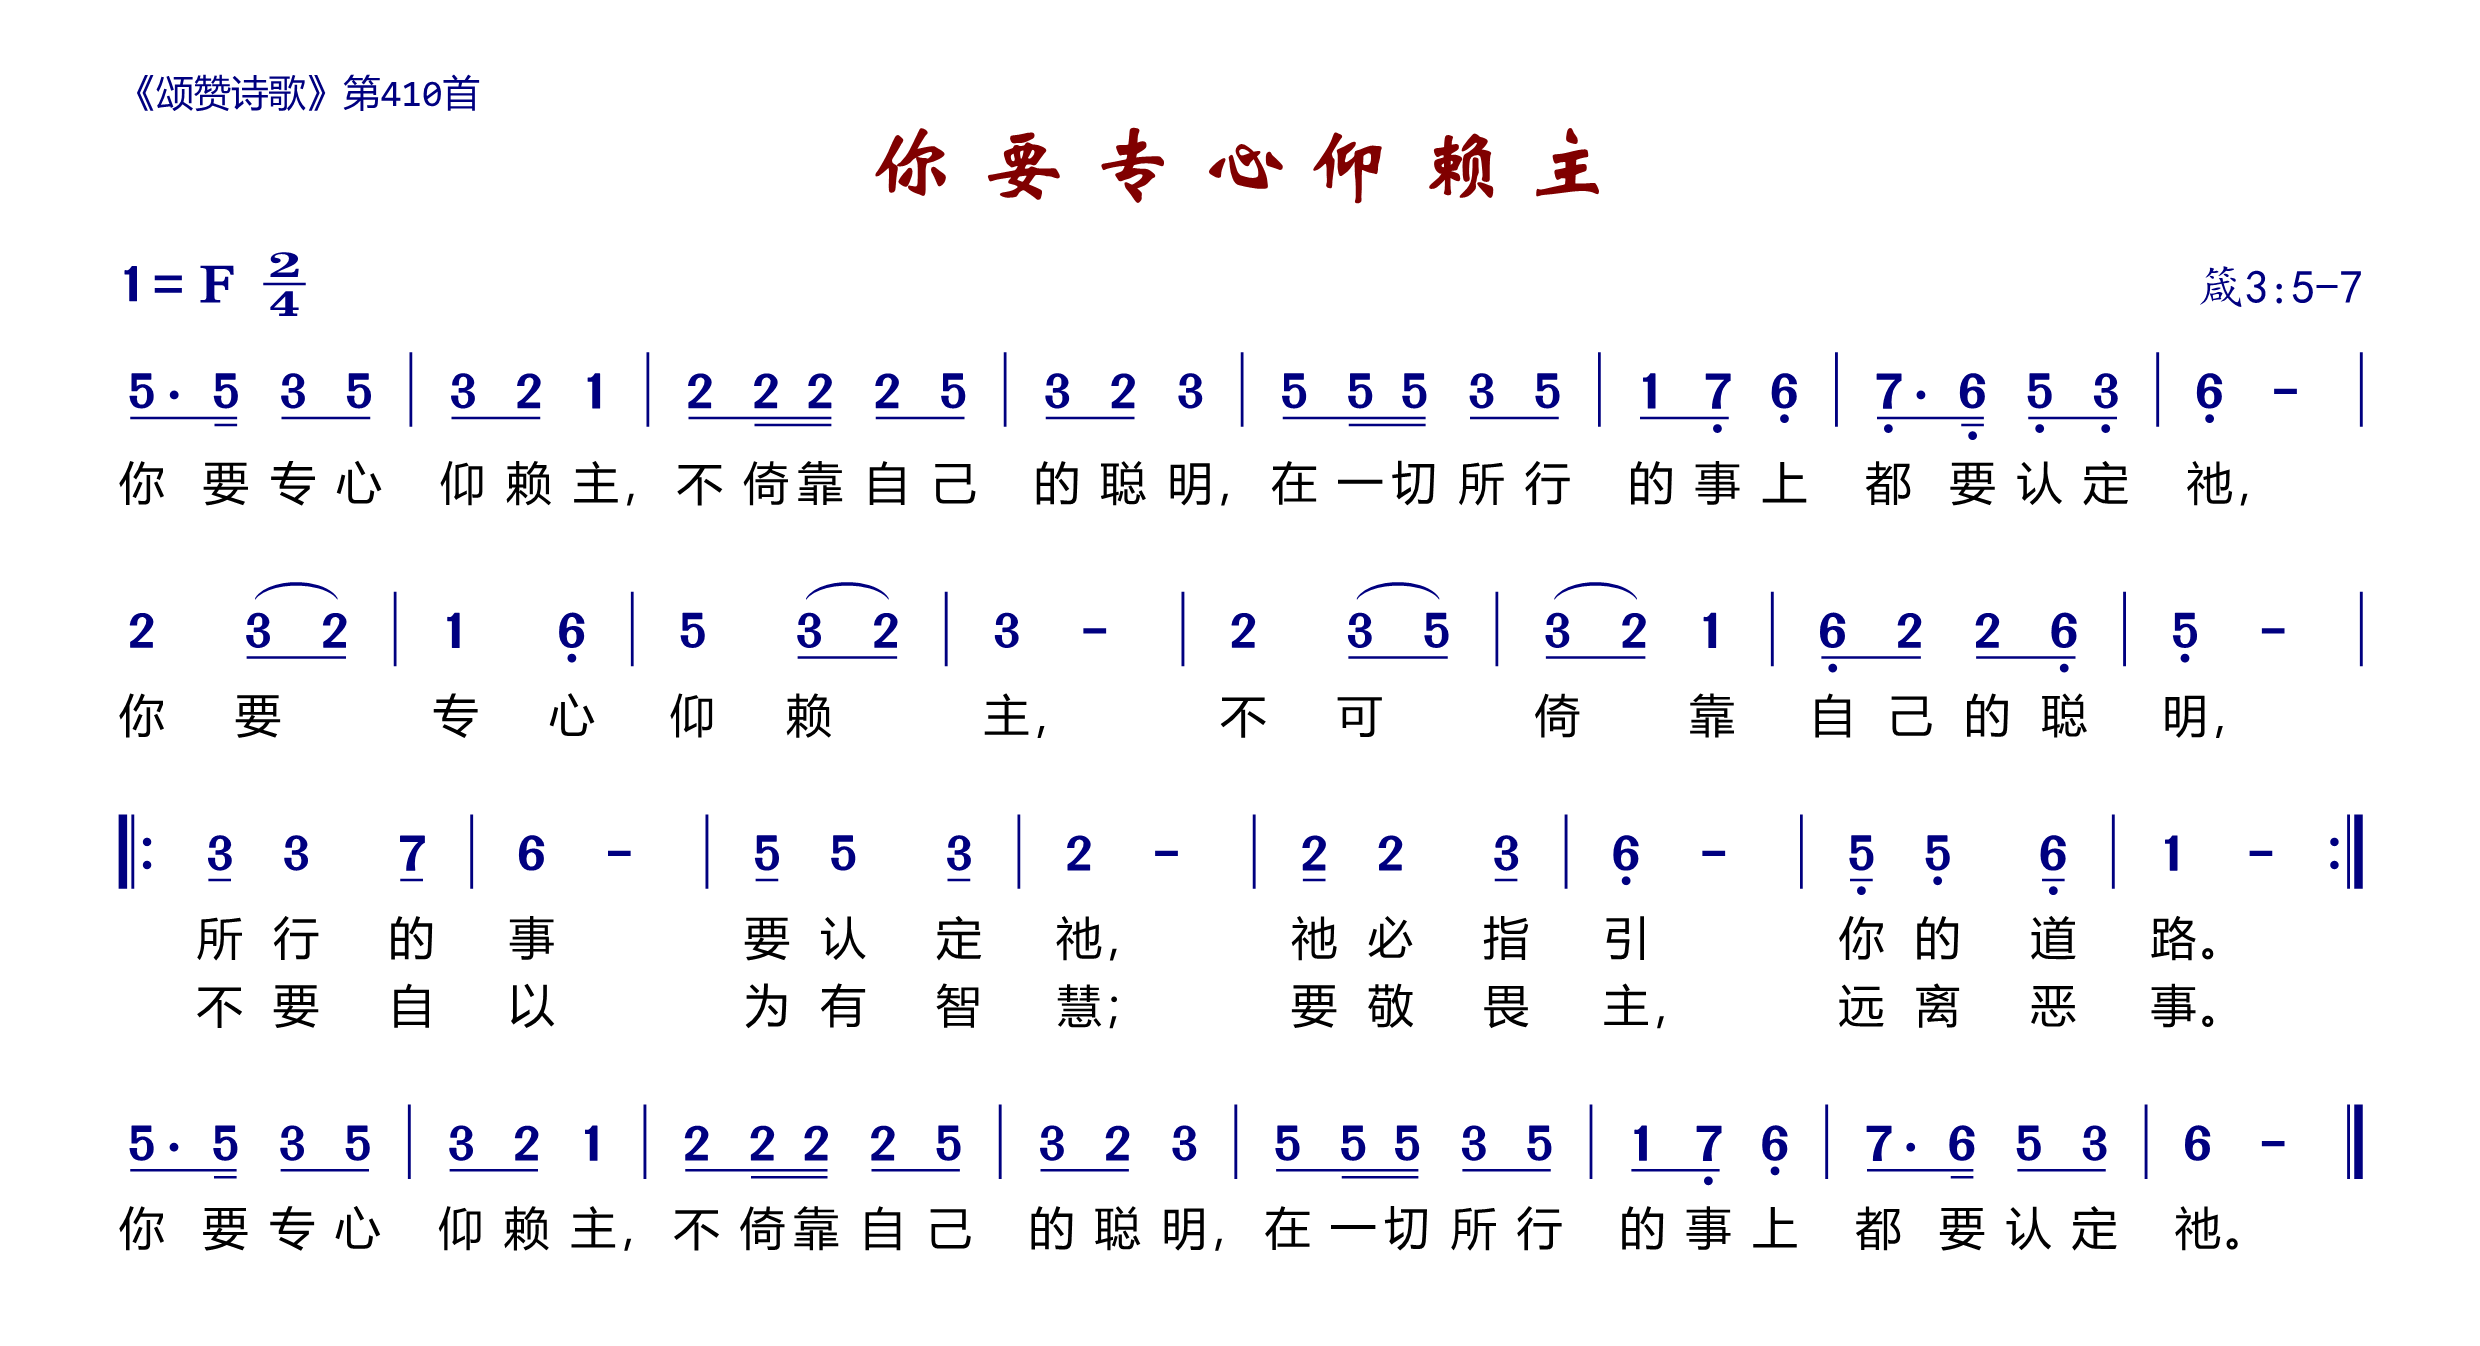 《颂赞诗歌》第410首
你要专心仰赖主
1=F 2/4
箴3:5-7
5·5 3 5 | 3 2 1 | 2 2 2 2 5 | 3 2 3 | 5 5 5 3 5 | 1 7 6 | 7·6 5 3 | 6 - |
你要专心仰赖主,不倚靠自己的聪明,在一切所行的事上都要认定祂,
2 3 2 | 1 6 | 5 3 2 | 3 - | 2 3 5 | 3 2 1 | 6 2 2 6 | 5 - |
你要专心仰赖主,不可倚靠自己的聪明,
‖: 3 3 7 | 6 - | 5 5 3 | 2 - | 2 2 3 | 6 - | 5 5 6 | 1 - :‖
所行的事要认定祂,祂必指引你的道路。
不要自以为有智慧;要敬畏主,远离恶事。
5·5 3 5 | 3 2 1 | 2 2 2 2 5 | 3 2 3 | 5 5 5 3 5 | 1 7 6 | 7·6 5 3 | 6 - ‖
你要专心仰赖主,不倚靠自己的聪明,在一切所行的事上都要认定祂。